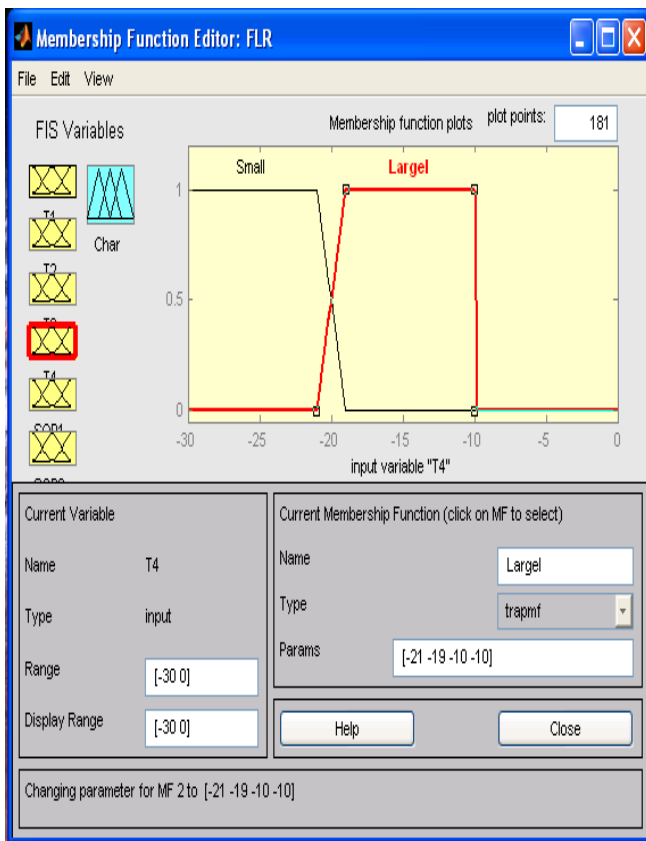 Membership Function Editor: FLR
File Edit View
FIS Variables
Membership function plots
plot points:
181
T2
Char
T4
Small
Largel
1
0.5
0
-30 -25 -20 -15 -10 -5 0
input variable "T4"
Current Variable
Name T4
Type input
Range [-30 0]
Display Range [-30 0]
Current Membership Function (click on MF to select)
Name Largel
Type trapmf
Params [-21 -19 -10 -10]
Help Close
Changing parameter for MF 2 to [-21 -19 -10 -10]